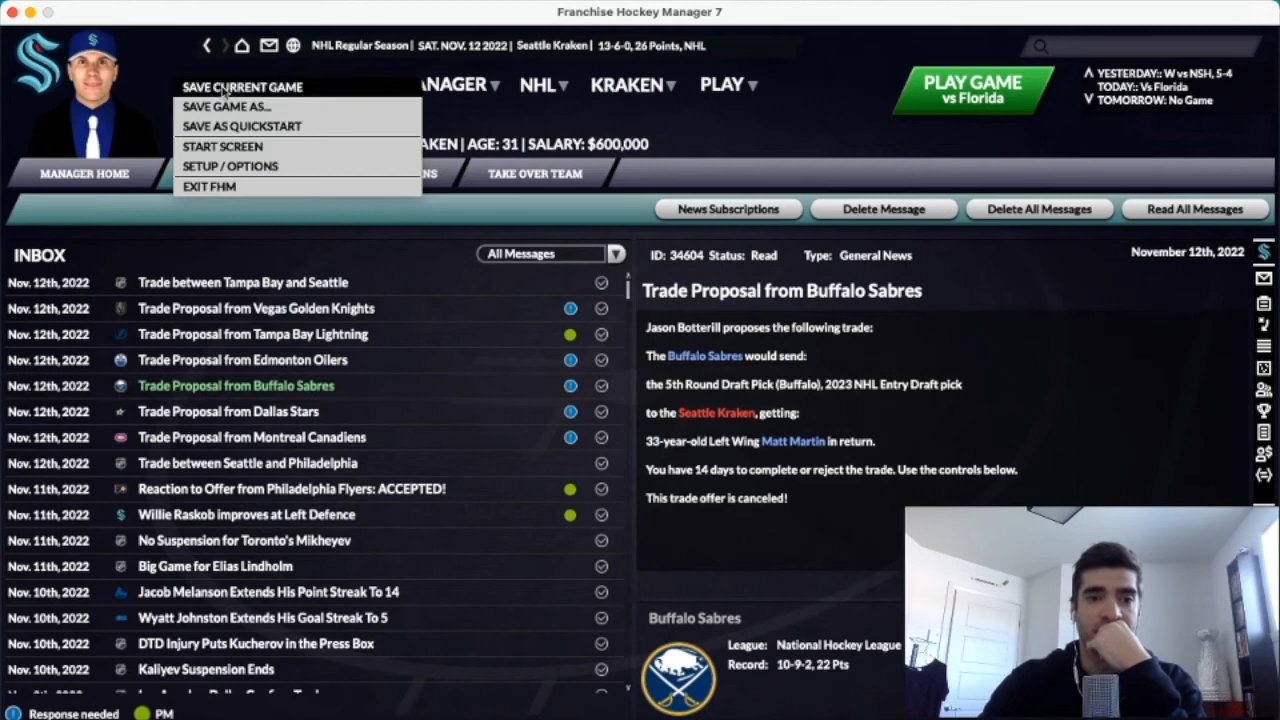 Franchise Hockey Manager 7
NHL Regular Season | SAT. NOV. 12 2022 | Seattle Kraken | 13-6-0, 26 Points, NHL
SAVE CURRENT GAME
SAVE GAME AS...
SAVE AS QUICKSTART
START SCREEN
SETUP / OPTIONS
EXIT FHM
ANAGER NHL KRAKEN PLAY
PLAY GAME
vs Florida
YESTERDAY:: W vs NSH, 5-4
TODAY:: Vs Florida
TOMORROW: No Game
AKEN | AGE: 31 | SALARY: $600,000
MANAGER HOME
NS
TAKE OVER TEAM
News Subscriptions
Delete Message
Delete All Messages
Read All Messages
INBOX
All Messages
Nov. 12th, 2022 Trade between Tampa Bay and Seattle
Nov. 12th, 2022 Trade Proposal from Vegas Golden Knights
Nov. 12th, 2022 Trade Proposal from Tampa Bay Lightning
Nov. 12th, 2022 Trade Proposal from Edmonton Oilers
Nov. 12th, 2022 Trade Proposal from Buffalo Sabres
Nov. 12th, 2022 Trade Proposal from Dallas Stars
Nov. 12th, 2022 Trade Proposal from Montreal Canadiens
Nov. 12th, 2022 Trade between Seattle and Philadelphia
Nov. 11th, 2022 Reaction to Offer from Philadelphia Flyers: ACCEPTED!
Nov. 11th, 2022 Willie Raskob improves at Left Defence
Nov. 11th, 2022 No Suspension for Toronto's Mikheyev
Nov. 11th, 2022 Big Game for Elias Lindholm
Nov. 10th, 2022 Jacob Melanson Extends His Point Streak To 14
Nov. 10th, 2022 Wyatt Johnston Extends His Goal Streak To 5
Nov. 10th, 2022 DTD Injury Puts Kucherov in the Press Box
Nov. 10th, 2022 Kaliyev Suspension Ends
Response needed
PM
ID: 34604 Status: Read Type: General News
November 12th, 2022
Trade Proposal from Buffalo Sabres
Jason Botterill proposes the following trade:
The Buffalo Sabres would send:
the 5th Round Draft Pick (Buffalo), 2023 NHL Entry Draft pick
to the Seattle Kraken, getting:
33-year-old Left Wing Matt Martin in return.
You have 14 days to complete or reject the trade. Use the controls below.
This trade offer is canceled!
Buffalo Sabres
League: National Hockey League
Record: 10-9-2, 22 Pts